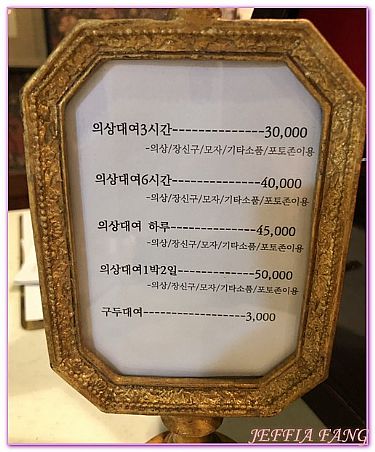 의상대여3시간---------------30,000
-의상/장신구/모자/기타소품/포토존이용
의상대여6시간---------------40,000
-의상/장신구/모자/기타소품/포토존이용
의상대여 하루--------------45,000
-의상/장신구/모자/기타소품/포토존이용
의상대여1박2일-------------50,000
-의상/장신구/모자/기타소품/포토존이용
구두대여------------------3,000
JEFFIA FANG